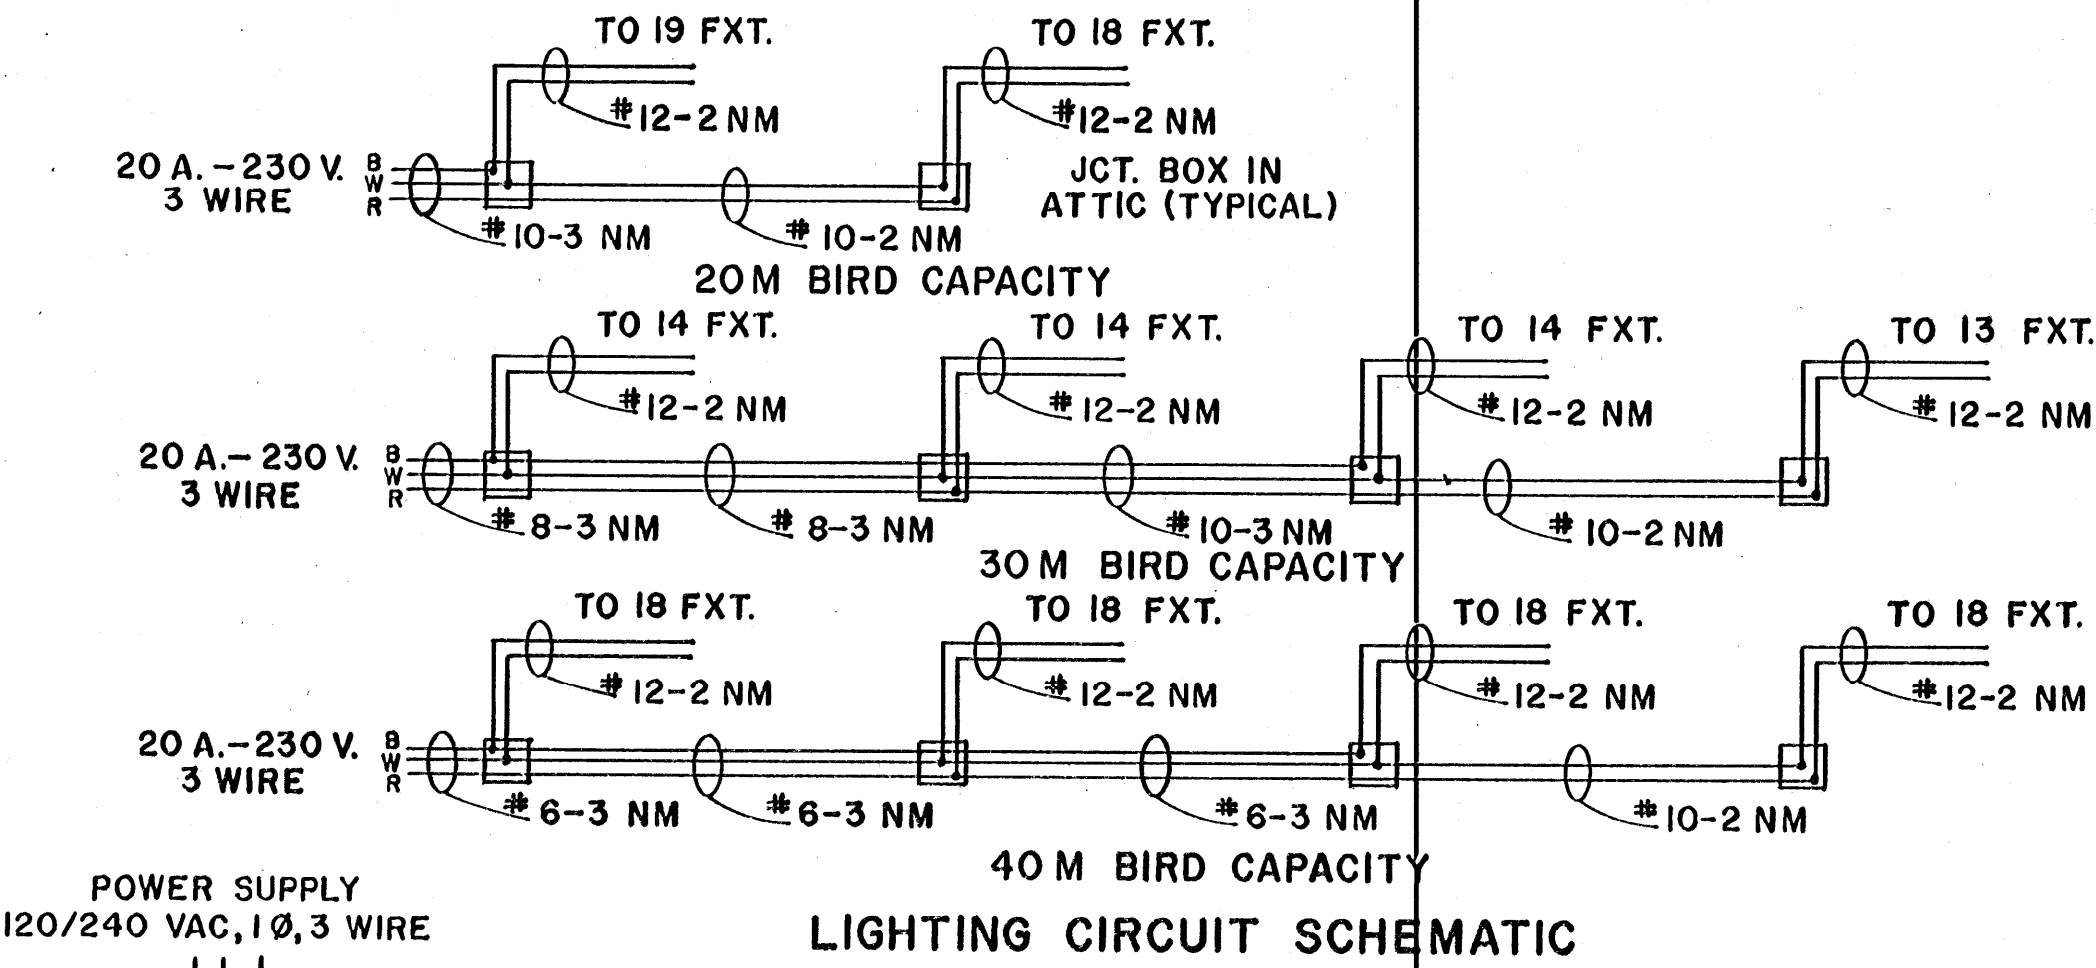 TO 19 FXT.
TO 18 FXT.
#12-2 NM
#12-2 NM
20 A.-230 V.
3 WIRE
B
W
R
JCT. BOX IN
ATTIC (TYPICAL)
#10-3 NM
#10-2 NM
20 M BIRD CAPACITY
TO 14 FXT.
TO 14 FXT.
TO 14 FXT.
TO 13 FXT.
#12-2 NM
#12-2 NM
#12-2 NM
#12-2 NM
20 A.-230 V.
3 WIRE
B
W
R
#8-3 NM
#8-3 NM
#10-3 NM
#10-2 NM
30 M BIRD CAPACITY
TO 18 FXT.
TO 18 FXT.
TO 18 FXT.
TO 18 FXT.
#12-2 NM
#12-2 NM
#12-2 NM
#12-2 NM
20 A.-230 V.
3 WIRE
B
W
R
#6-3 NM
#6-3 NM
#6-3 NM
#10-2 NM
40 M BIRD CAPACITY
POWER SUPPLY
120/240 VAC, 1Ø, 3 WIRE
LIGHTING CIRCUIT SCHEMATIC